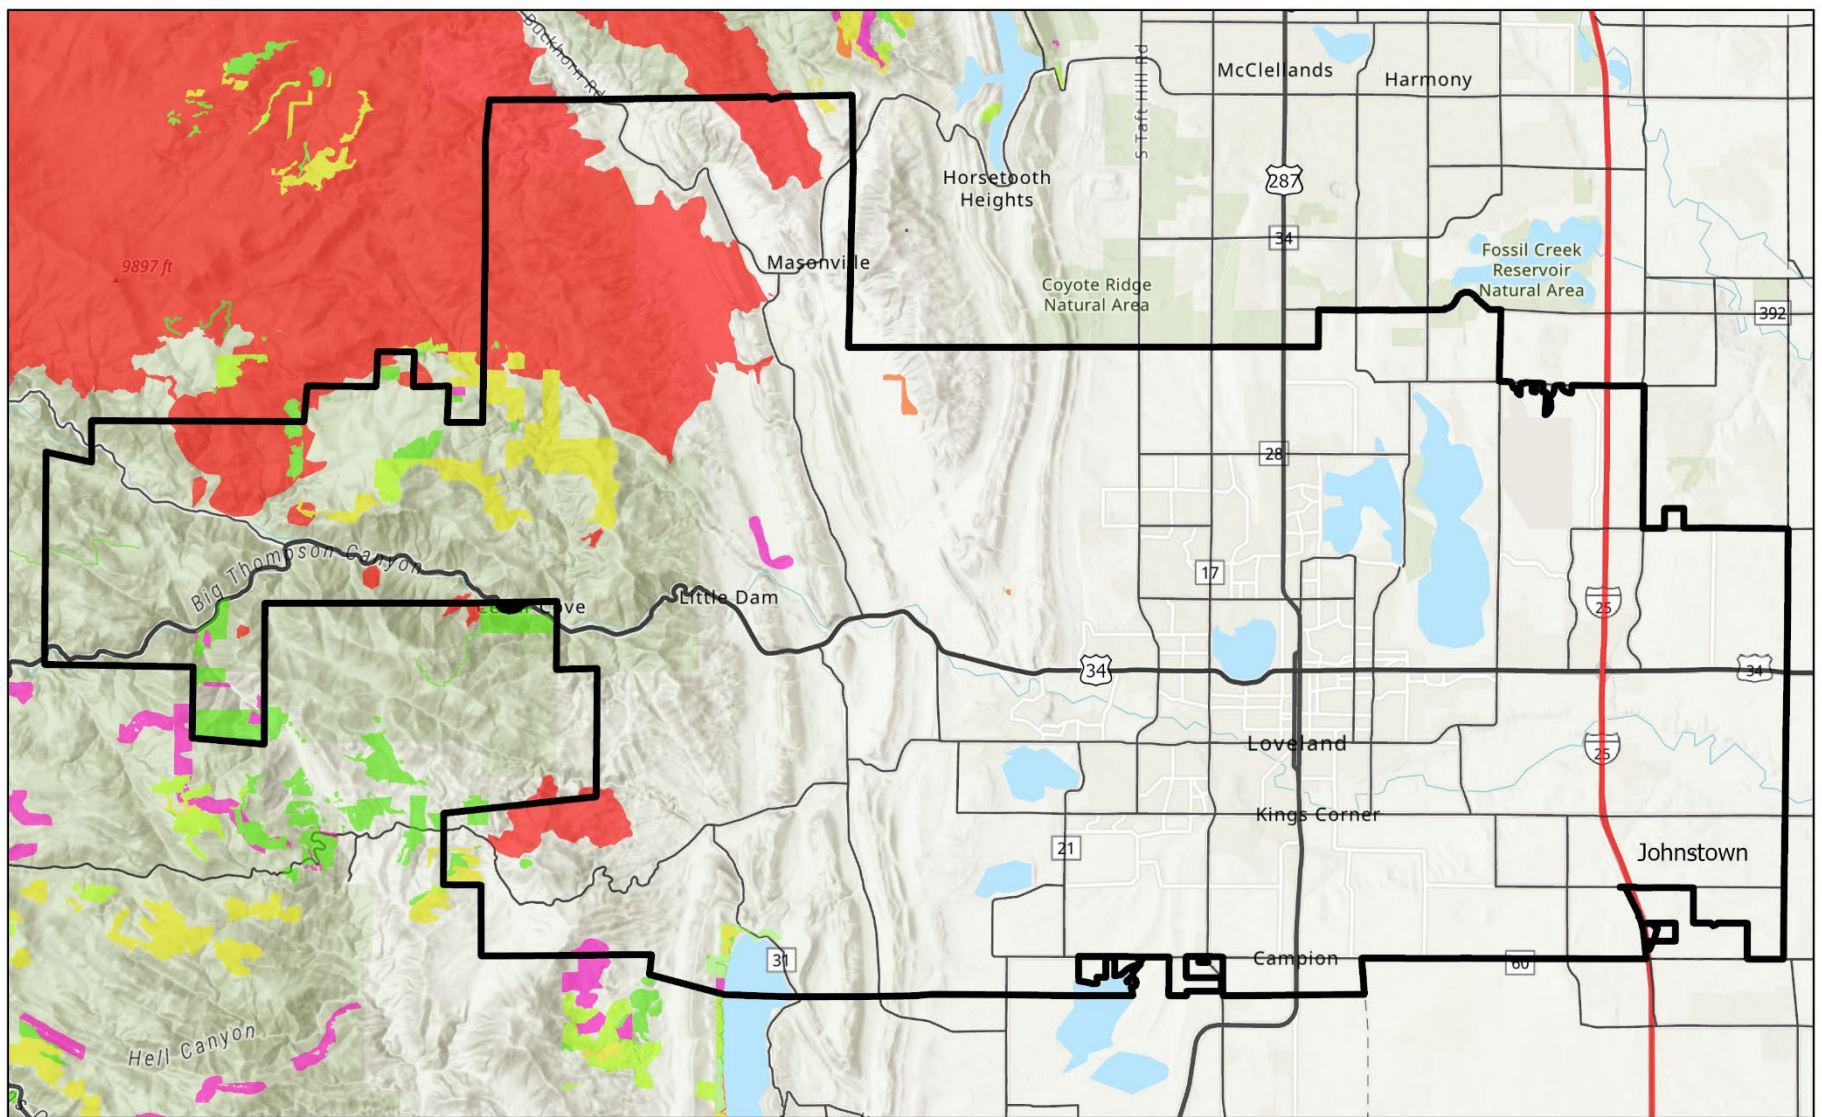 Buckhorn Rd
S Taft Hill Rd
McClellands
Harmony
287
Horsetooth
Heights
34
Masonville
9897 ft
Coyote Ridge
Natural Area
Fossil Creek
Reservoir
Natural Area
392
28
Big Thompson Canyon
17
Cedar Cove
Little Dam
25
34
34
Loveland
25
Kings Corner
21
Johnstown
31
Campion
60
Hell Canyon